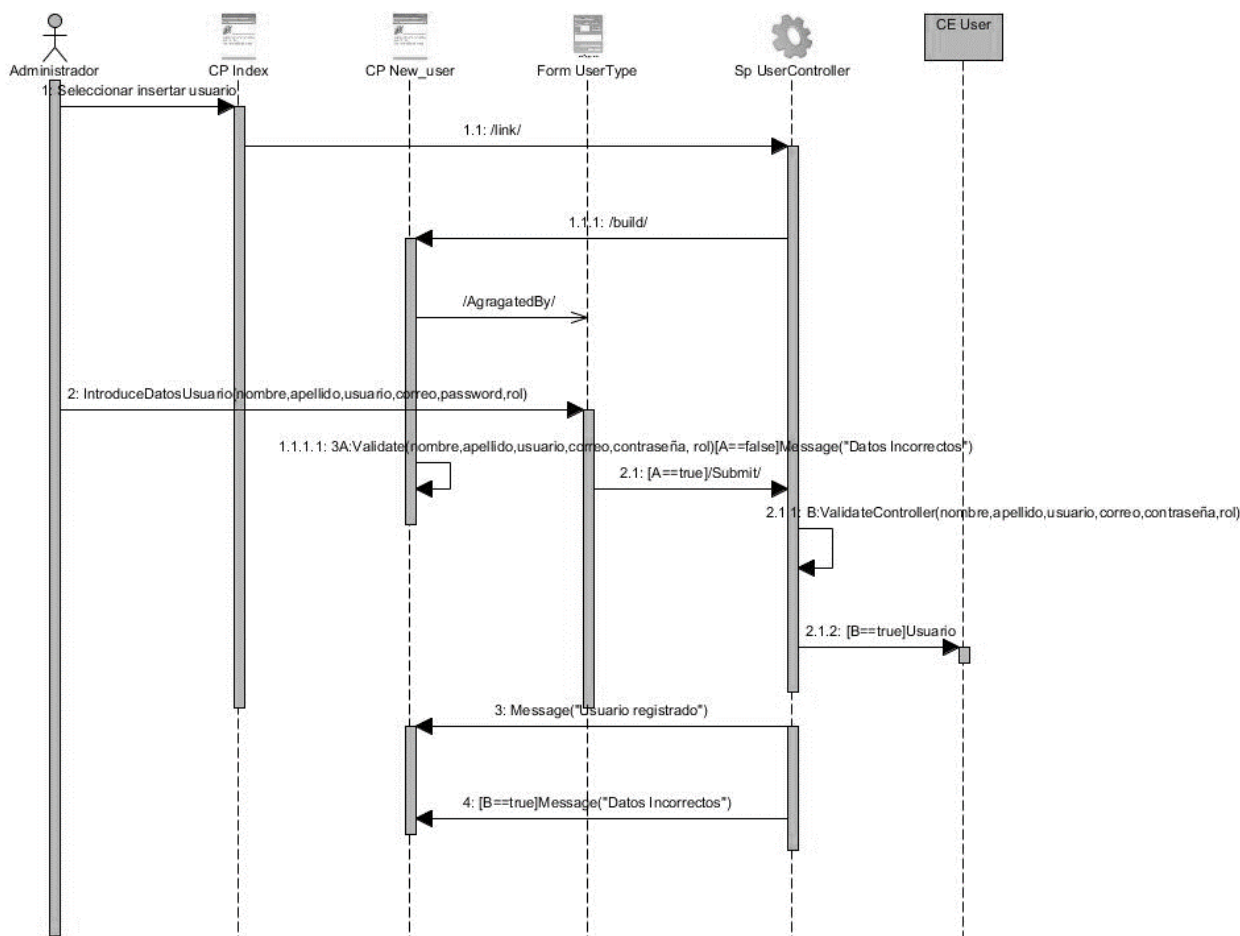 CE User
Administrador
CP Index
CP New_user
Form UserType
Sp UserController
1: Seleccionar insertar usuario
1.1: /link/
1.1.1: /build/
/AgragatedBy/
2: IntroduceDatosUsuario(nombre,apellido,usuario,correo,password,rol)
1.1.1.1: 3A:Validate(nombre,apellido,usuario,correo,contraseña, rol)[A==false]Message("Datos Incorrectos")
2.1: [A==true]/Submit/
2.1.1: B:ValidateController(nombre,apellido,usuario,correo,contraseña,rol)
2.1.2: [B==true]Usuario
3: Message("Usuario registrado")
4: [B==true]Message("Datos Incorrectos")